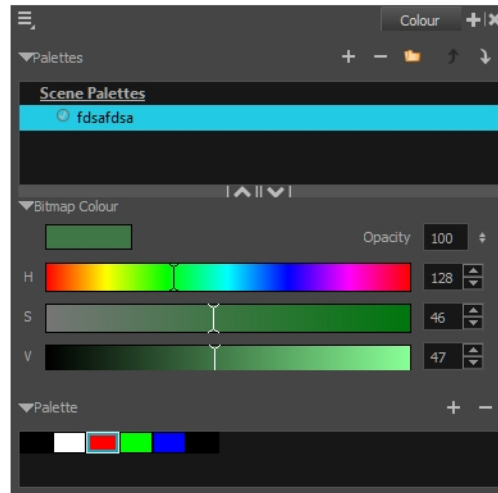 Colour
Palettes
Scene Palettes
fdsafdsa
Bitmap Colour
Opacity 100
H 128
S 46
V 47
Palette